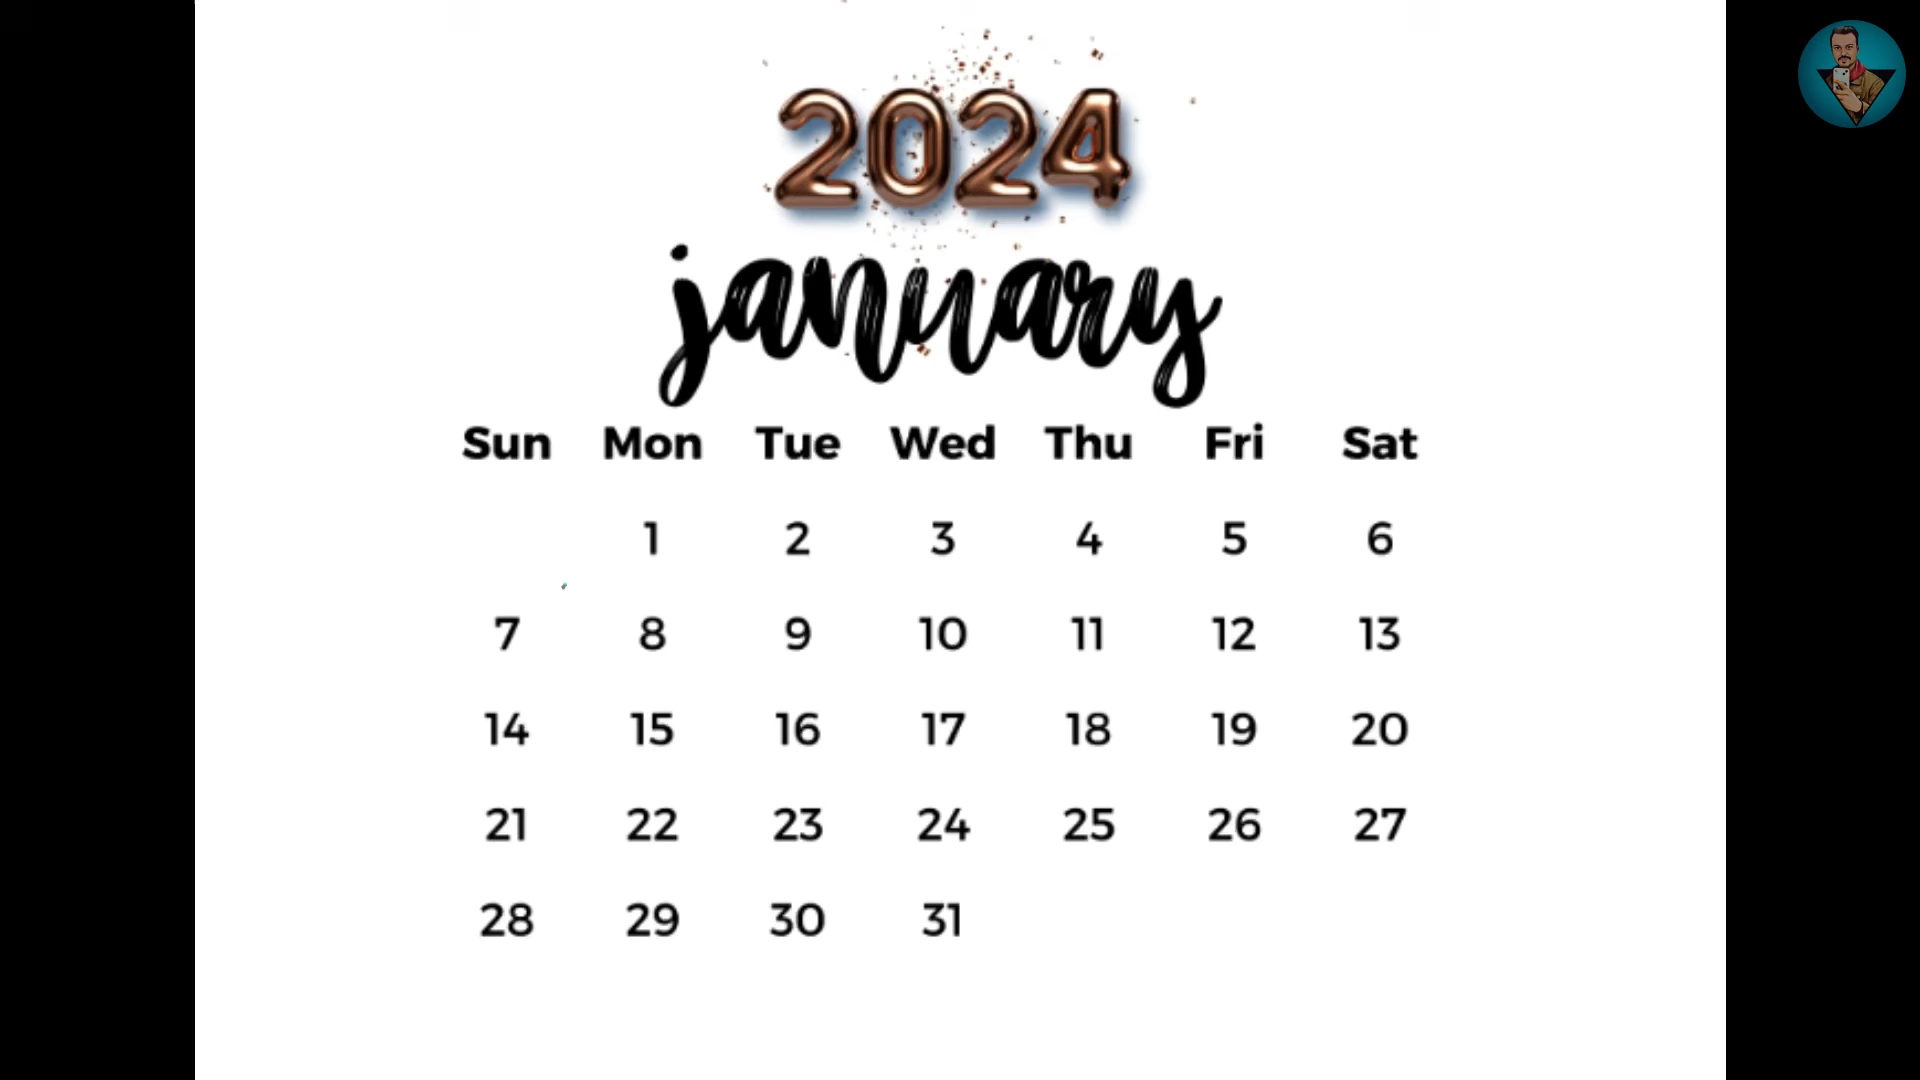 2024
january
Sun Mon Tue Wed Thu Fri Sat
1 2 3 4 5 6
7 8 9 10 11 12 13
14 15 16 17 18 19 20
21 22 23 24 25 26 27
28 29 30 31